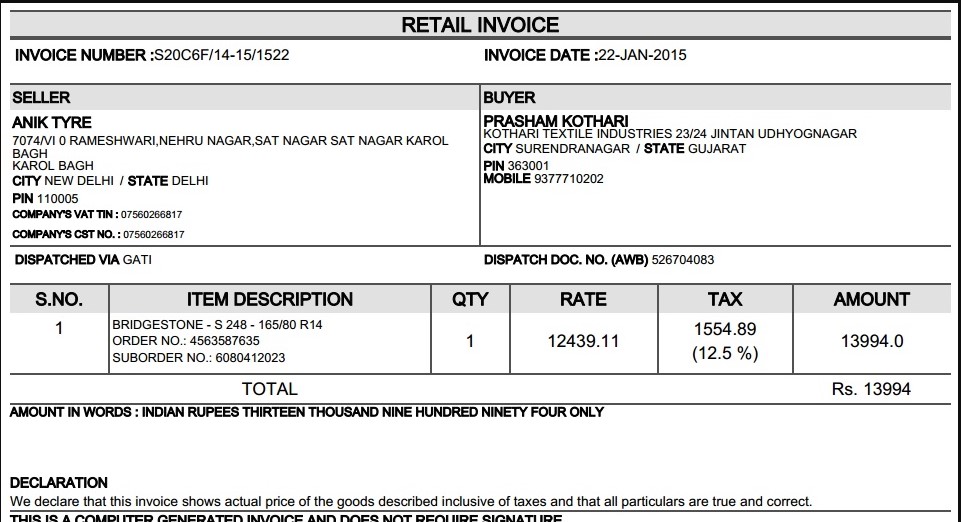 RETAIL INVOICE
INVOICE NUMBER :S20C6F/14-15/1522
INVOICE DATE :22-JAN-2015
SELLER
ANIK TYRE
7074/VI 0 RAMESHWARI,NEHRU NAGAR,SAT NAGAR SAT NAGAR KAROL
BAGH
KAROL BAGH
CITY NEW DELHI / STATE DELHI
PIN 110005
COMPANY'S VAT TIN : 07560266817
COMPANY'S CST NO. : 07560266817
BUYER
PRASHAM KOTHARI
KOTHARI TEXTILE INDUSTRIES 23/24 JINTAN UDHYOGNAGAR
CITY SURENDRANAGAR / STATE GUJARAT
PIN 363001
MOBILE 9377710202
DISPATCHED VIA GATI
DISPATCH DOC. NO. (AWB) 526704083
S.NO. ITEM DESCRIPTION QTY RATE TAX AMOUNT
1
BRIDGESTONE - S 248 - 165/80 R14
ORDER NO.: 4563587635
SUBORDER NO.: 6080412023
1
12439.11
1554.89
(12.5 %)
13994.0
TOTAL Rs. 13994
AMOUNT IN WORDS : INDIAN RUPEES THIRTEEN THOUSAND NINE HUNDRED NINETY FOUR ONLY
DECLARATION
We declare that this invoice shows actual price of the goods described inclusive of taxes and that all particulars are true and correct.
THIS IS A COMPUTER GENERATED INVOICE AND DOES NOT REQUIRE SIGNATURE